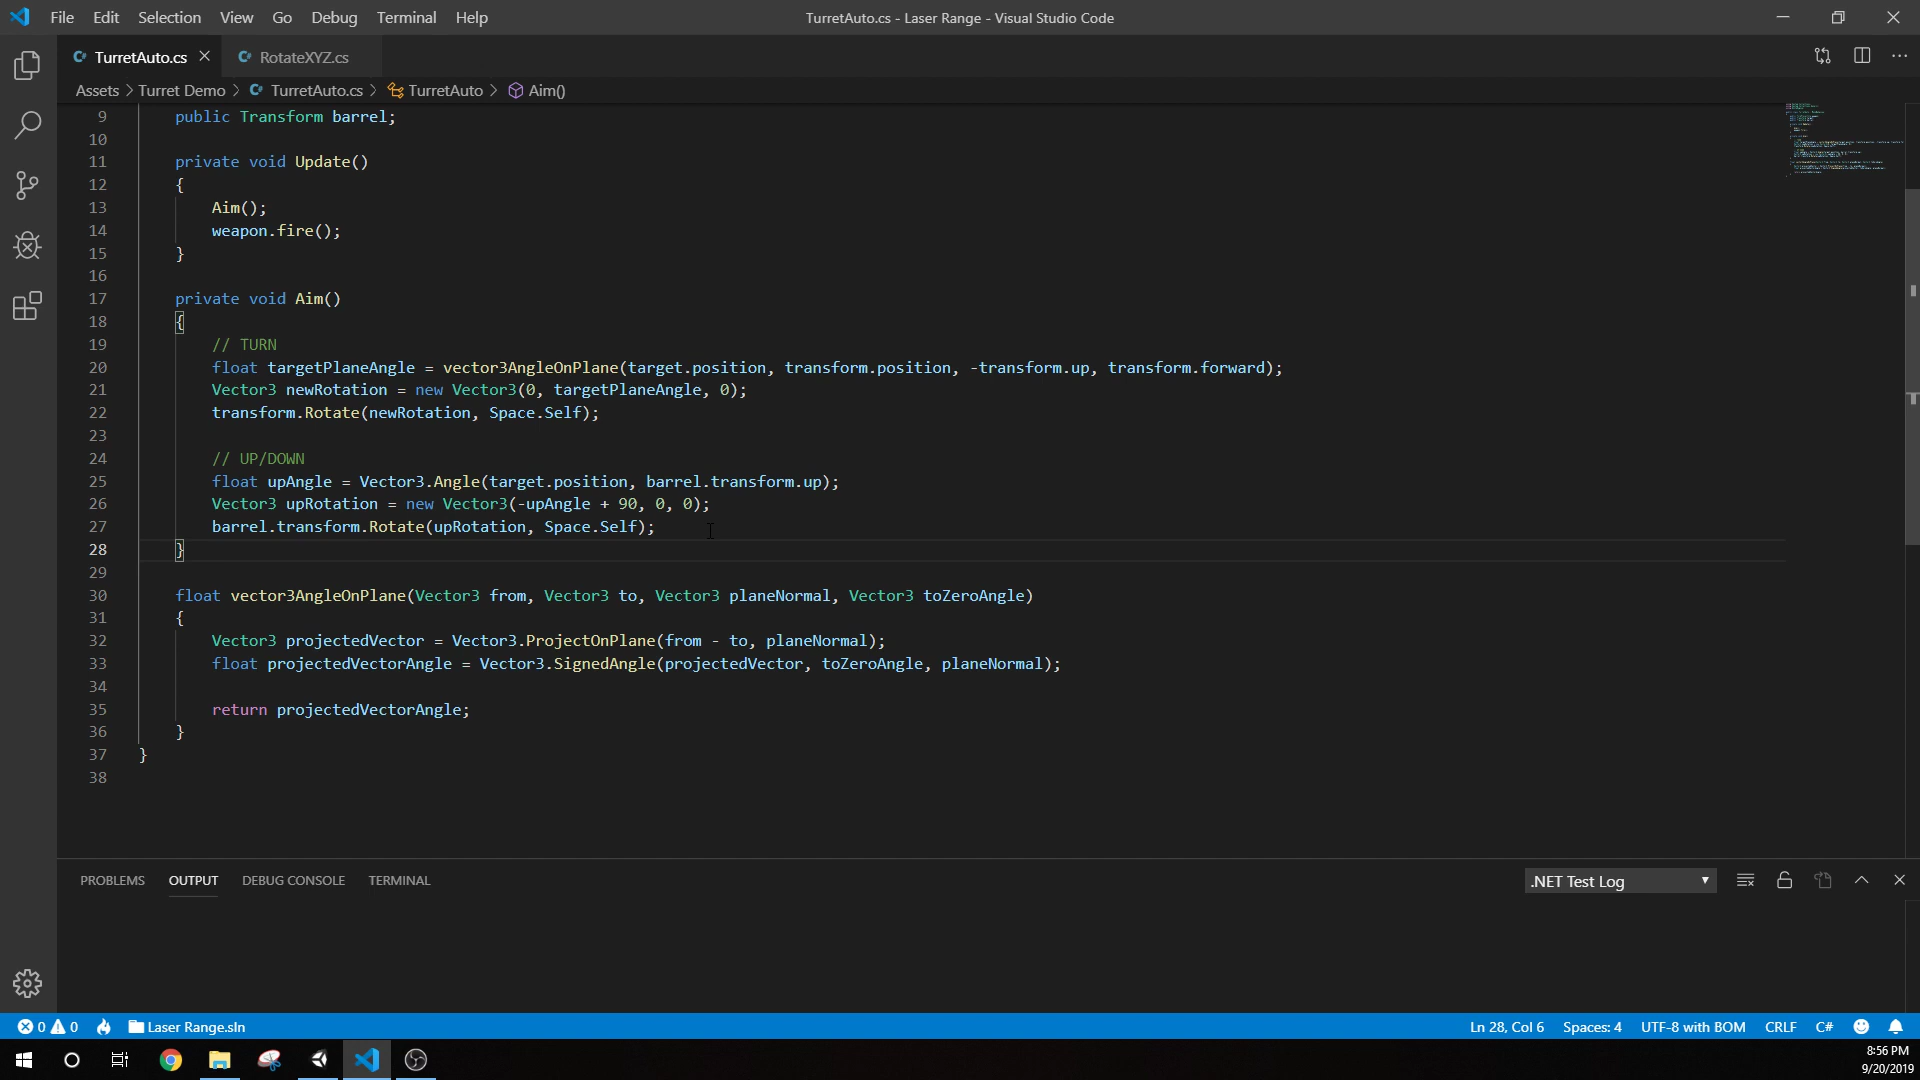 File Edit Selection View Go Debug Terminal Help
TurretAuto.cs - Laser Range - Visual Studio Code
TurretAuto.cs
RotateXYZ.cs
Assets > Turret Demo > TurretAuto.cs > TurretAuto > Aim()
9 public Transform barrel;
10
11 private void Update()
12 {
13 Aim();
14 weapon.fire();
15 }
16
17 private void Aim()
18 {
19 // TURN
20 float targetPlaneAngle = vector3AngleOnPlane(target.position, transform.position, -transform.up, transform.forward);
21 Vector3 newRotation = new Vector3(0, targetPlaneAngle, 0);
22 transform.Rotate(newRotation, Space.Self);
23
24 // UP/DOWN
25 float upAngle = Vector3.Angle(target.position, barrel.transform.up);
26 Vector3 upRotation = new Vector3(-upAngle + 90, 0, 0);
27 barrel.transform.Rotate(upRotation, Space.Self);
28 }
29
30 float vector3AngleOnPlane(Vector3 from, Vector3 to, Vector3 planeNormal, Vector3 toZeroAngle)
31 {
32 Vector3 projectedVector = Vector3.ProjectOnPlane(from - to, planeNormal);
33 float projectedVectorAngle = Vector3.SignedAngle(projectedVector, toZeroAngle, planeNormal);
34
35 return projectedVectorAngle;
36 }
37 }
38
PROBLEMS OUTPUT DEBUG CONSOLE TERMINAL
.NET Test Log
0 0 Laser Range.sln
Ln 28, Col 6 Spaces: 4 UTF-8 with BOM CRLF C#
8:56 PM
9/20/2019